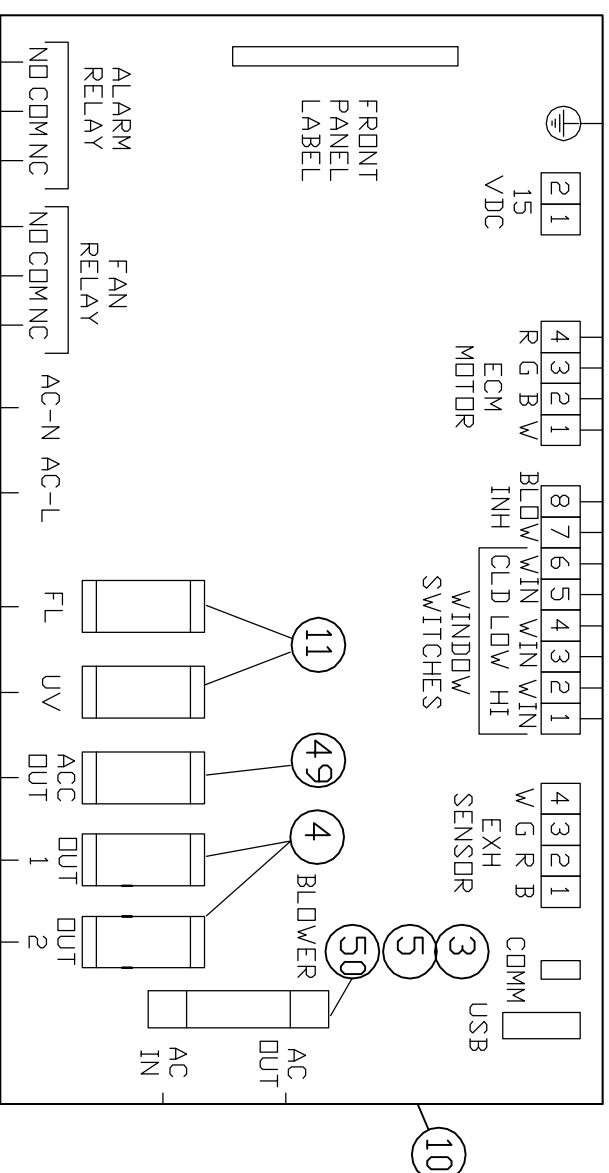 2 1
15
VDC
4 3 2 1
R G B W
ECM
MOTOR
8 7 6 5 4 3 2 1
BLOW WIN WIN WIN
INH CLD LOW HI
WINDOW
SWITCHES
4 3 2 1
W G R B
EXH
SENSOR
COMM
USB
10
3
5
50
FRONT
PANEL
LABEL
11
49
4
BLOWER
AC
OUT
AC
IN
ALARM
RELAY
NO COM NC
FAN
RELAY
NO COM NC
AC-N AC-L
FL
UV
ACC
OUT
OUT
1
OUT
2